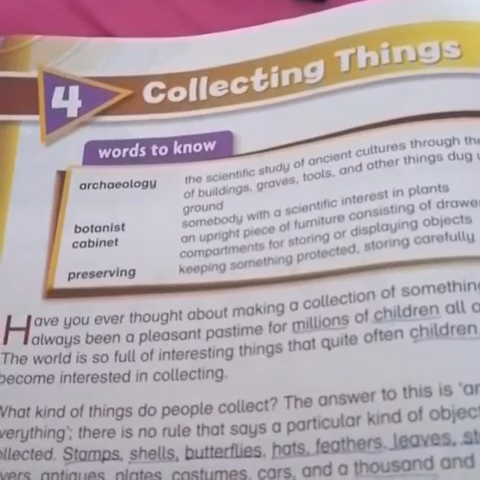 4
Collecting Things
words to know
archaeology the scientific study of ancient cultures through the
of buildings, graves, tools, and other things dug
ground
botanist somebody with a scientific interest in plants
cabinet an upright piece of furniture consisting of
compartments for storing or displaying objects
preserving keeping something protected, storing carefully
Have you ever thought about making a collection of
always been a pleasant pastime for millions of children all
The world is so full of interesting things that quite often children
become interested in collecting.
What kind of things do people collect? The answer to this is
there is no rule that says a particular kind of
Stamps, shells, butterflies, hats, feathers, leaves,
antiques, plates, costumes, cars, and a thousand and